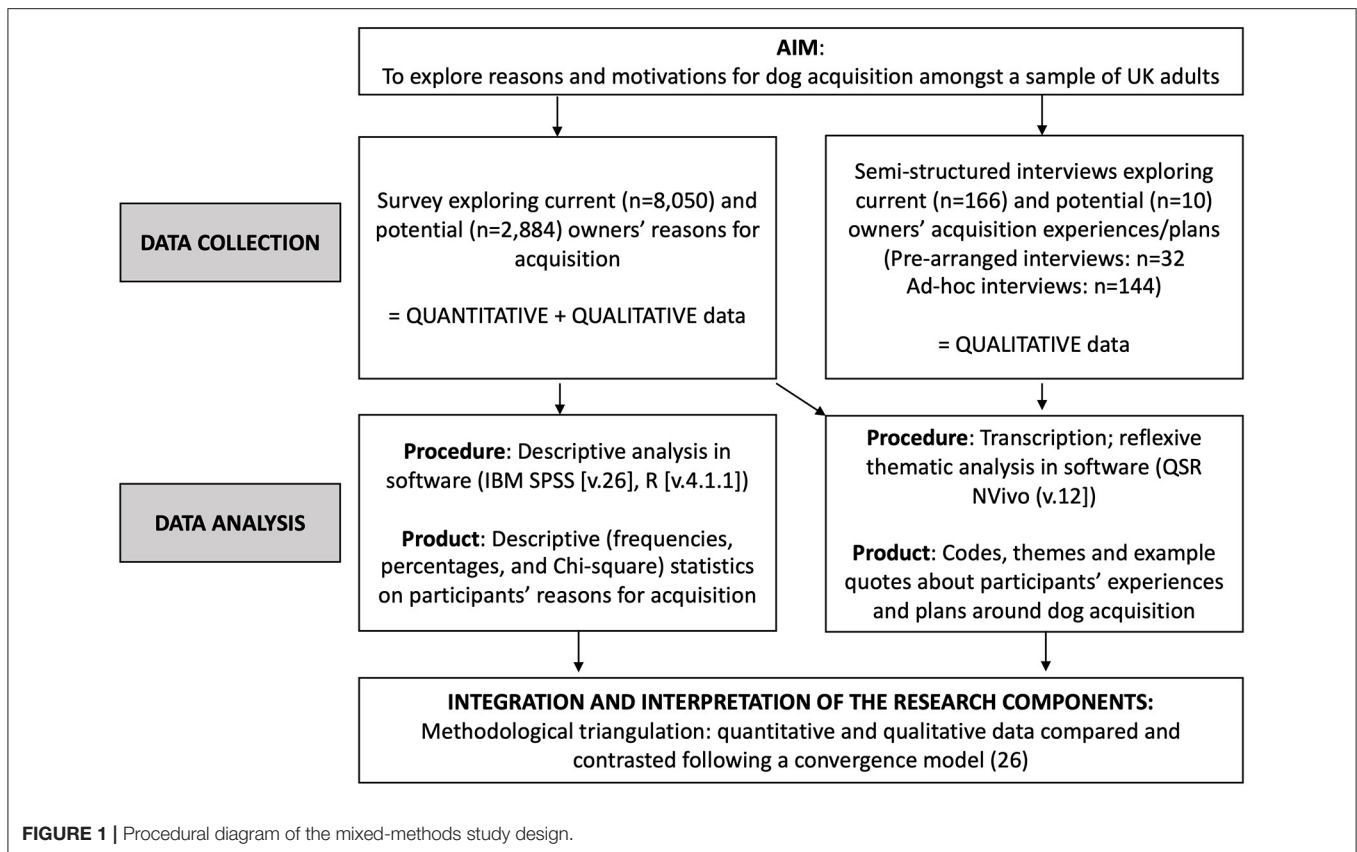 AIM:
To explore reasons and motivations for dog acquisition amongst a sample of UK adults
DATA COLLECTION
Survey exploring current (n=8,050) and
potential (n=2,884) owners’ reasons for
acquisition
= QUANTITATIVE + QUALITATIVE data
Semi-structured interviews exploring
current (n=166) and potential (n=10)
owners’ acquisition experiences/plans
(Pre-arranged interviews: n=32
Ad-hoc interviews: n=144)
= QUALITATIVE data
DATA ANALYSIS
Procedure: Descriptive analysis in
software (IBM SPSS [v.26], R [v.4.1.1])
Product: Descriptive (frequencies,
percentages, and Chi-square) statistics
on participants’ reasons for acquisition
Procedure: Transcription; reflexive
thematic analysis in software (QSR
NVivo (v.12])
Product: Codes, themes and example
quotes about participants’ experiences
and plans around dog acquisition
INTEGRATION AND INTERPRETATION OF THE RESEARCH COMPONENTS:
Methodological triangulation: quantitative and qualitative data compared and
contrasted following a convergence model (26)
FIGURE 1 | Procedural diagram of the mixed-methods study design.